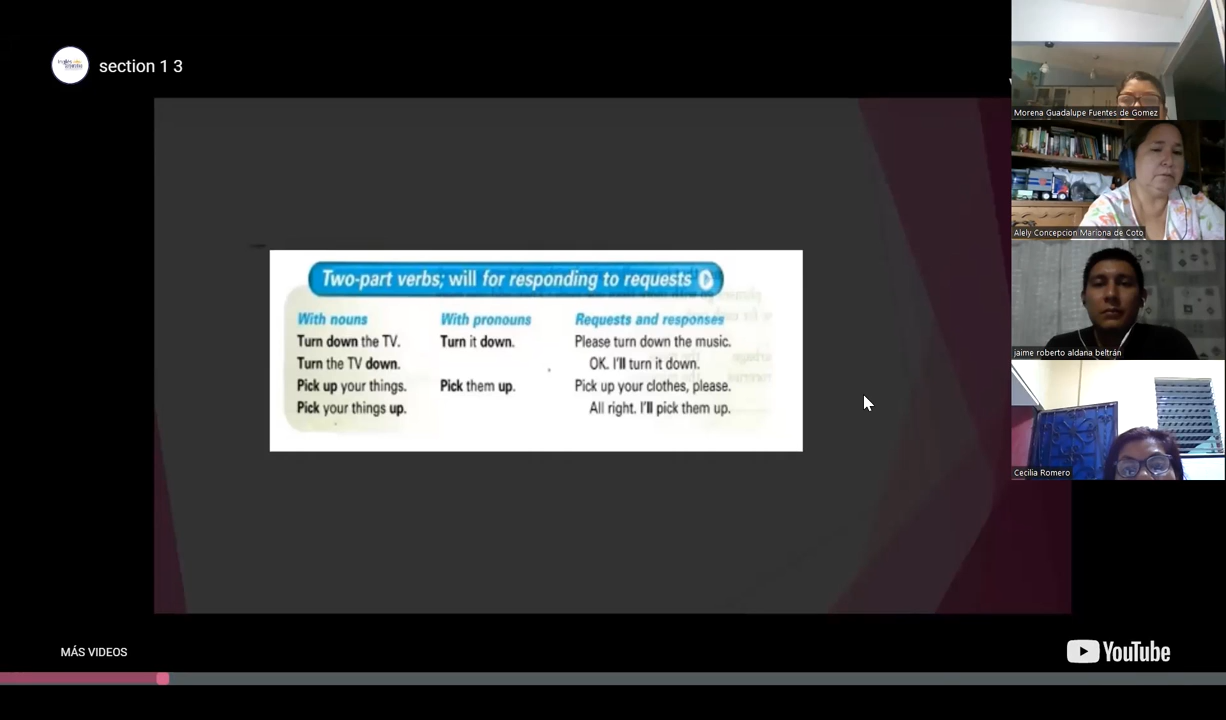 section 1 3
Morena Guadalupe Fuentes de Gomez
Alely Concepcion Mariona de Coto
jaime roberto aldana beltrán
Cecilia Romero
Two-part verbs; will for responding to requests
With nouns With pronouns Requests and responses
Turn down the TV. Turn it down. Please turn down the music.
Turn the TV down. OK. I'll turn it down.
Pick up your things. Pick them up. Pick up your clothes, please.
Pick your things up. All right. I'll pick them up.
MÁS VIDEOS
YouTube